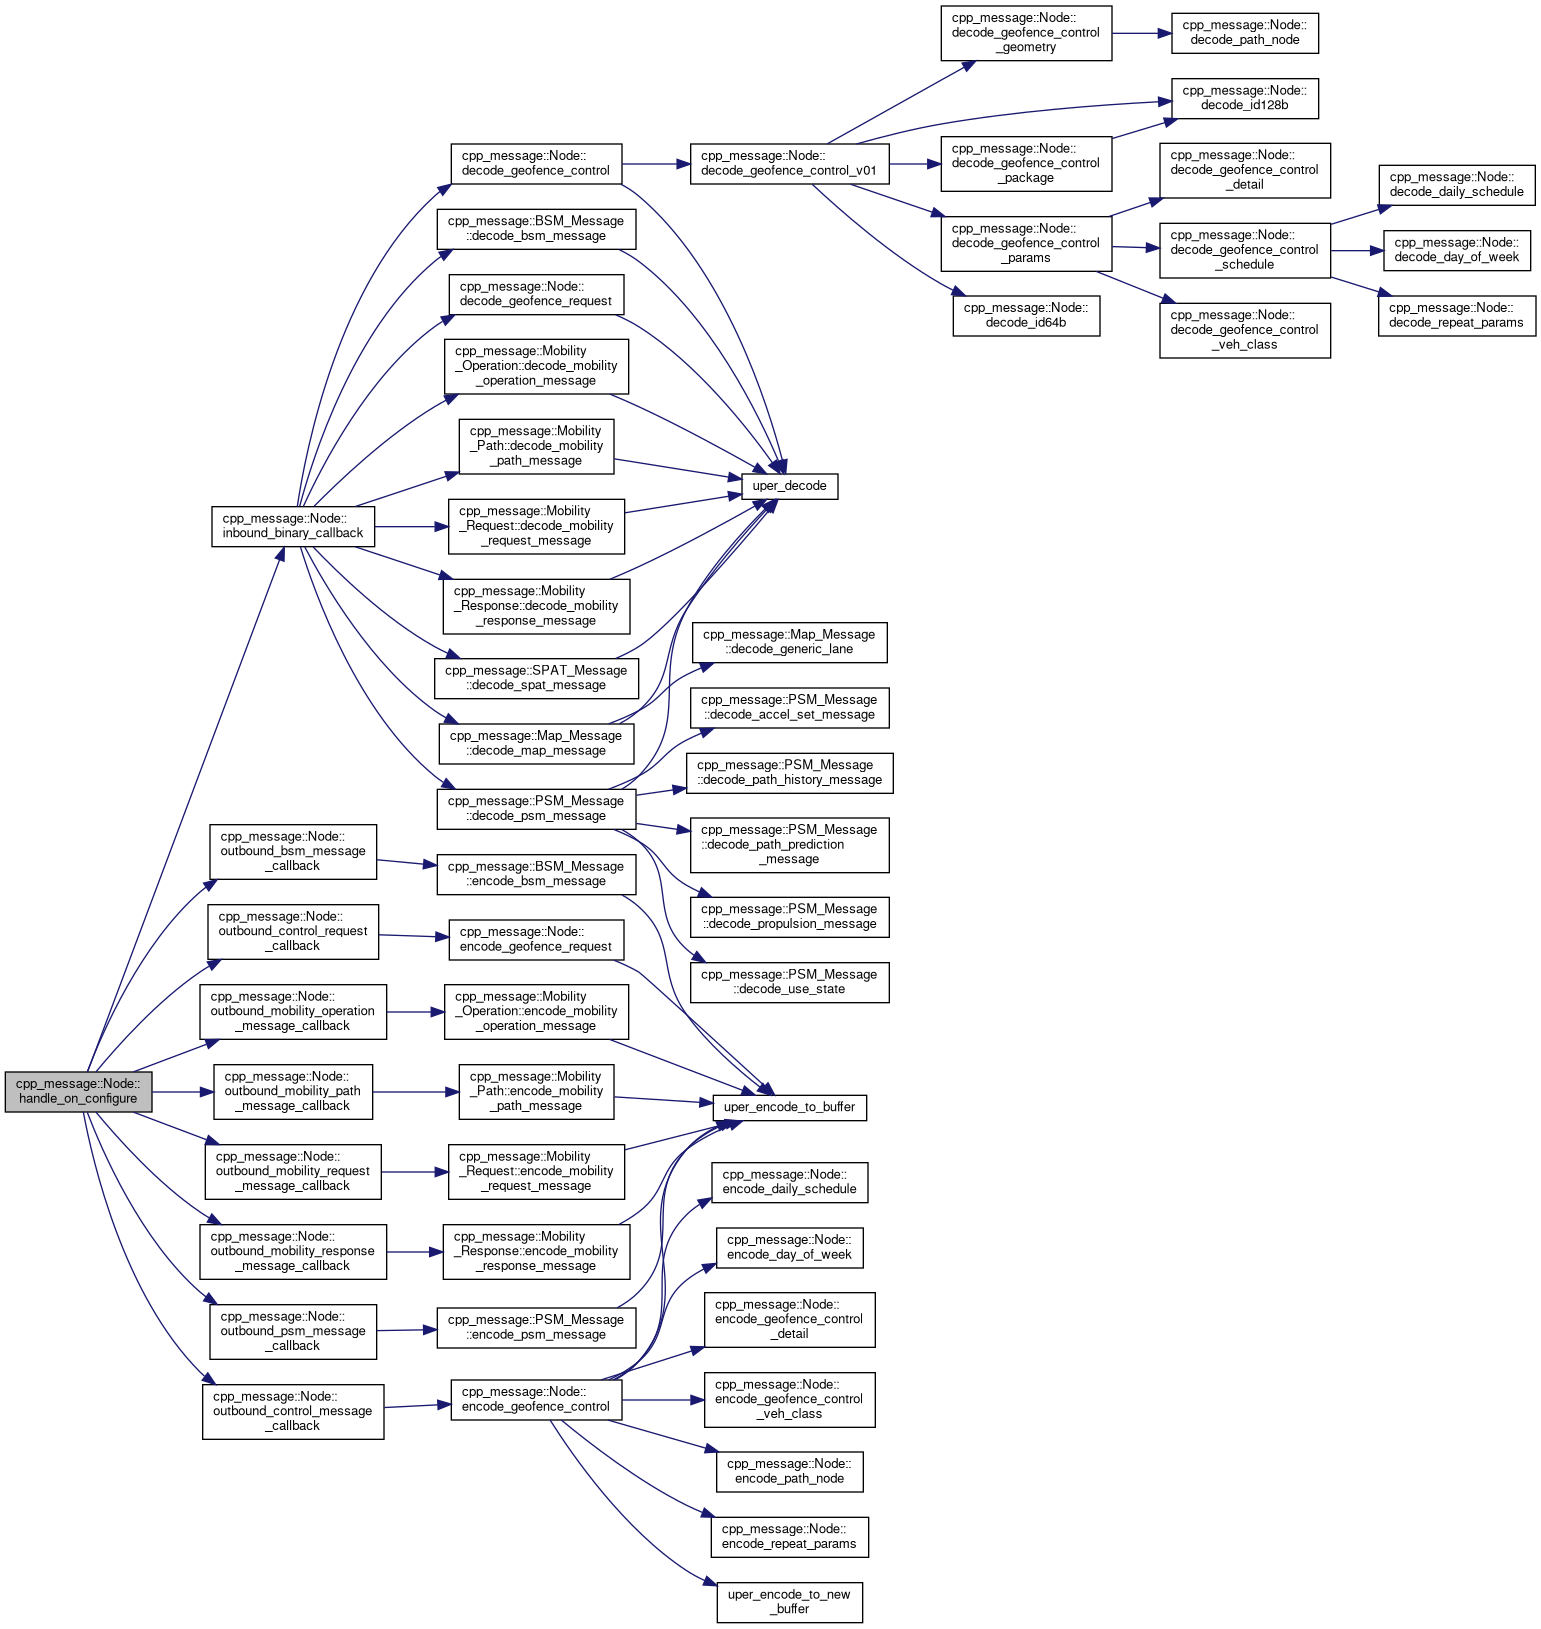 cpp_message::Node::
handle_on_configure
cpp_message::Node::
inbound_binary_callback
cpp_message::Node::
outbound_bsm_message
_callback
cpp_message::Node::
outbound_control_request
_callback
cpp_message::Node::
outbound_mobility_operation
_message_callback
cpp_message::Node::
outbound_mobility_path
_message_callback
cpp_message::Node::
outbound_mobility_request
_message_callback
cpp_message::Node::
outbound_mobility_response
_message_callback
cpp_message::Node::
outbound_psm_message
_callback
cpp_message::Node::
outbound_control_message
_callback
cpp_message::Node::
decode_geofence_control
cpp_message::BSM_Message
::decode_bsm_message
cpp_message::Node::
decode_geofence_request
cpp_message::Mobility
_Operation::decode_mobility
_operation_message
cpp_message::Mobility
_Path::decode_mobility
_path_message
cpp_message::Mobility
_Request::decode_mobility
_request_message
cpp_message::Mobility
_Response::decode_mobility
_response_message
cpp_message::SPAT_Message
::decode_spat_message
cpp_message::Map_Message
::decode_map_message
cpp_message::PSM_Message
::decode_psm_message
cpp_message::BSM_Message
::encode_bsm_message
cpp_message::Node::
encode_geofence_request
cpp_message::Mobility
_Operation::encode_mobility
_operation_message
cpp_message::Mobility
_Path::encode_mobility
_path_message
cpp_message::Mobility
_Request::encode_mobility
_request_message
cpp_message::Mobility
_Response::encode_mobility
_response_message
cpp_message::PSM_Message
::encode_psm_message
cpp_message::Node::
encode_geofence_control
cpp_message::Node::
decode_geofence_control_v01
uper_decode
cpp_message::Map_Message
::decode_generic_lane
cpp_message::PSM_Message
::decode_accel_set_message
cpp_message::PSM_Message
::decode_path_history_message
cpp_message::PSM_Message
::decode_path_prediction
_message
cpp_message::PSM_Message
::decode_propulsion_message
cpp_message::PSM_Message
::decode_use_state
uper_encode_to_buffer
cpp_message::Node::
encode_daily_schedule
cpp_message::Node::
encode_day_of_week
cpp_message::Node::
encode_geofence_control
_detail
cpp_message::Node::
encode_geofence_control
_veh_class
cpp_message::Node::
encode_path_node
cpp_message::Node::
encode_repeat_params
uper_encode_to_new
_buffer
cpp_message::Node::
decode_geofence_control
_geometry
cpp_message::Node::
decode_geofence_control
_package
cpp_message::Node::
decode_geofence_control
_params
cpp_message::Node::
decode_id64b
cpp_message::Node::
decode_path_node
cpp_message::Node::
decode_id128b
cpp_message::Node::
decode_geofence_control
_detail
cpp_message::Node::
decode_geofence_control
_schedule
cpp_message::Node::
decode_geofence_control
_veh_class
cpp_message::Node::
decode_daily_schedule
cpp_message::Node::
decode_day_of_week
cpp_message::Node::
decode_repeat_params